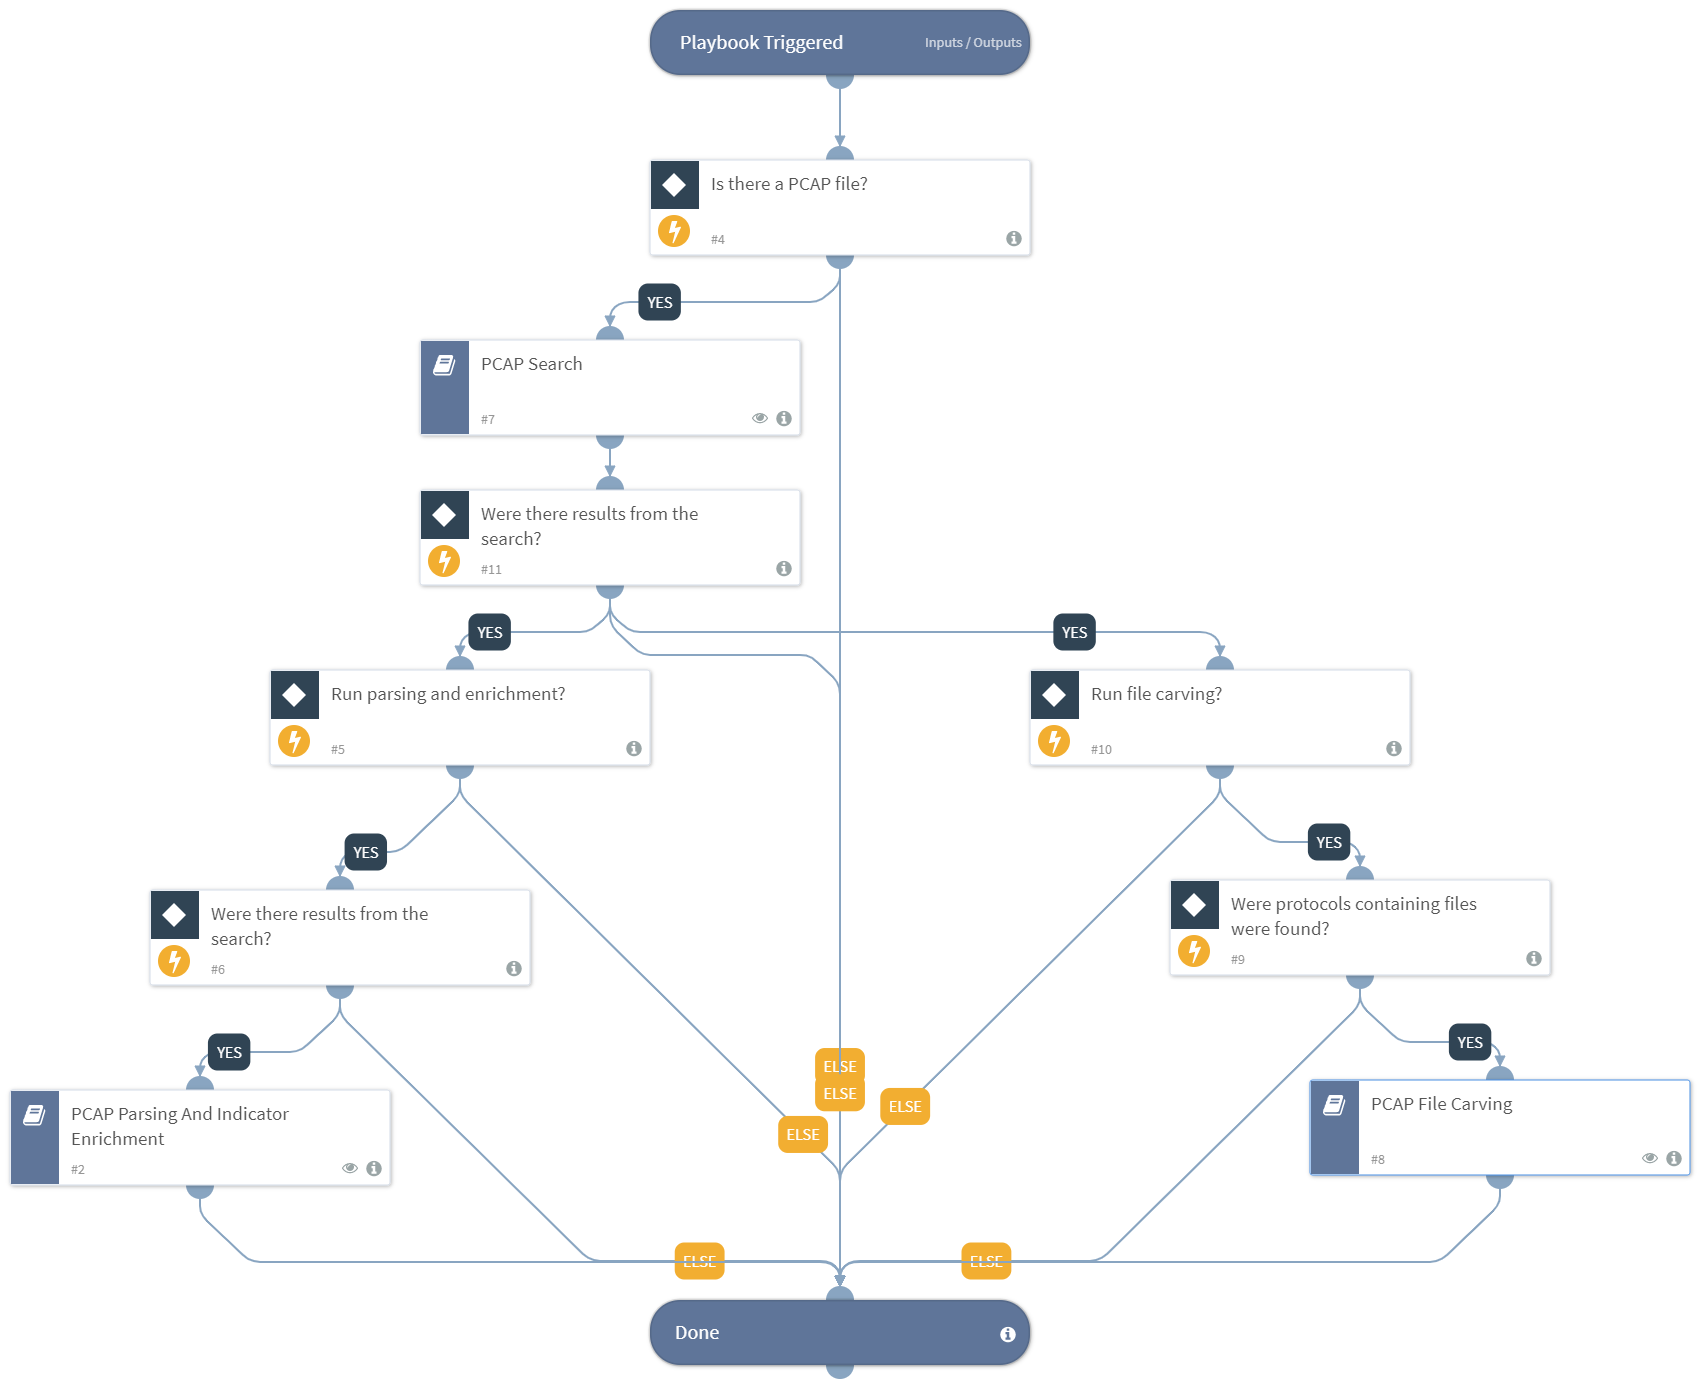 Playbook Triggered
Inputs / Outputs
Is there a PCAP file?
#4
YES
PCAP Search
#7
Were there results from the
search?
#11
YES
YES
Run parsing and enrichment?
#5
Run file carving?
#10
YES
YES
Were there results from the
search?
#6
Were protocols containing files
were found?
#9
YES
ELSE
ELSE
ELSE
ELSE
YES
PCAP Parsing And Indicator
Enrichment
#2
PCAP File Carving
#8
ELSE
ELSE
Done